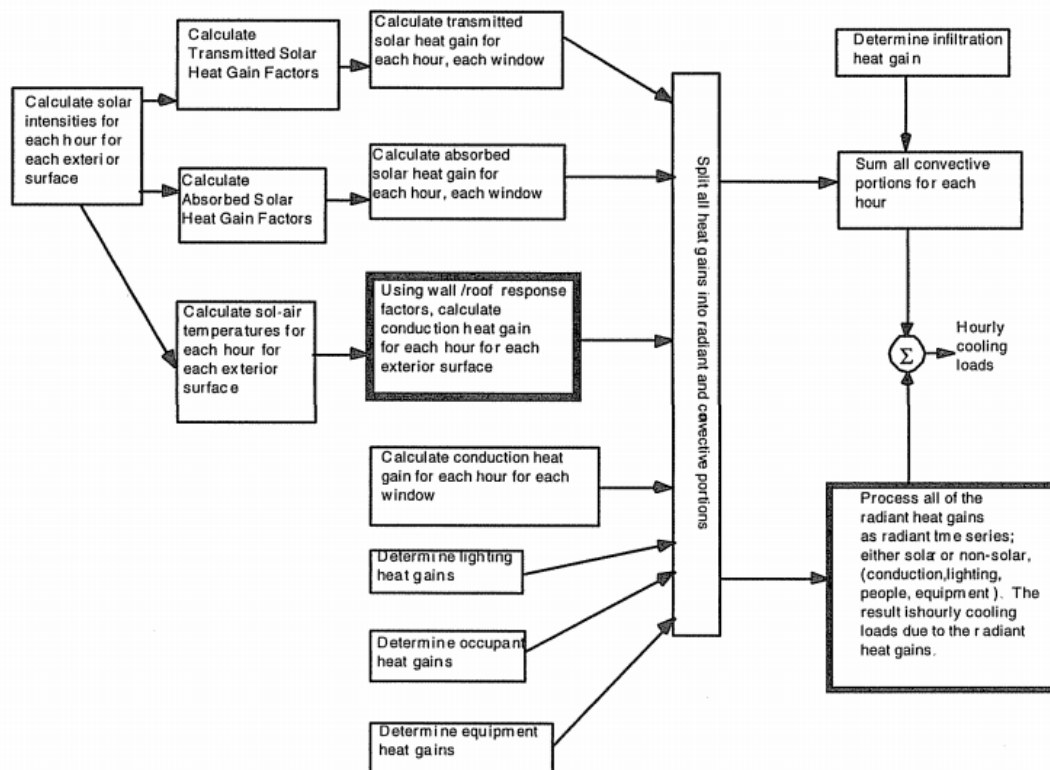 Calculate solar
intensities for
each hour for
each exterior
surface
Calculate
Transmitted Solar
Heat Gain Factors
Calculate transmitted
solar heat gain for
each hour, each window
Calculate
Absorbed Solar
Heat Gain Factors
Calculate absorbed
solar heat gain for
each hour, each window
Calculate sol-air
temperatures for
each hour for
each exterior
surface
Using wall /roof response
factors, calculate
conduction heat gain
for each hour for each
exterior surface
Calculate conduction heat
gain for each hour for each
window
Determine lighting
heat gains
Determine occupant
heat gains
Determine equipment
heat gains
Split all heat gains into radiant and covective portions
Determine infiltration
heat gain
Sum all convective
portions for each
hour
Σ
Hourly
cooling
loads
Process all of the
radiant heat gains
as radiant tme series;
either solar or non-solar,
(conduction,lighting,
people, equipment ). The
result ishourly cooling
loads due to the radiant
heat gains.